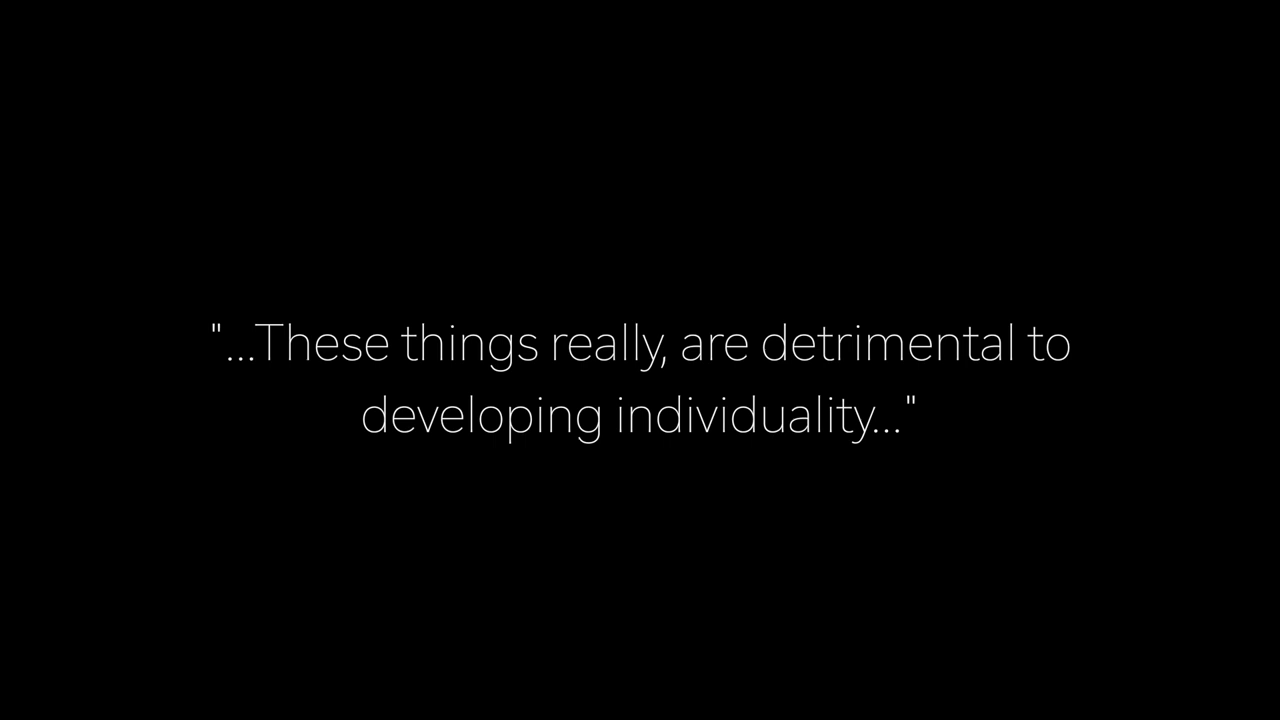 "...These things really, are detrimental to
developing individuality..."